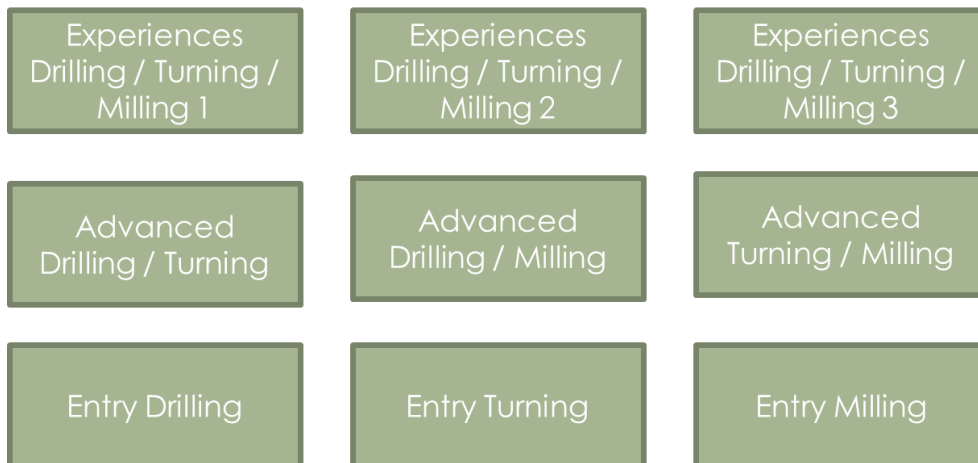 Experiences
Drilling / Turning /
Milling 1
Experiences
Drilling / Turning /
Milling 2
Experiences
Drilling / Turning /
Milling 3
Advanced
Drilling / Turning
Advanced
Drilling / Milling
Advanced
Turning / Milling
Entry Drilling
Entry Turning
Entry Milling